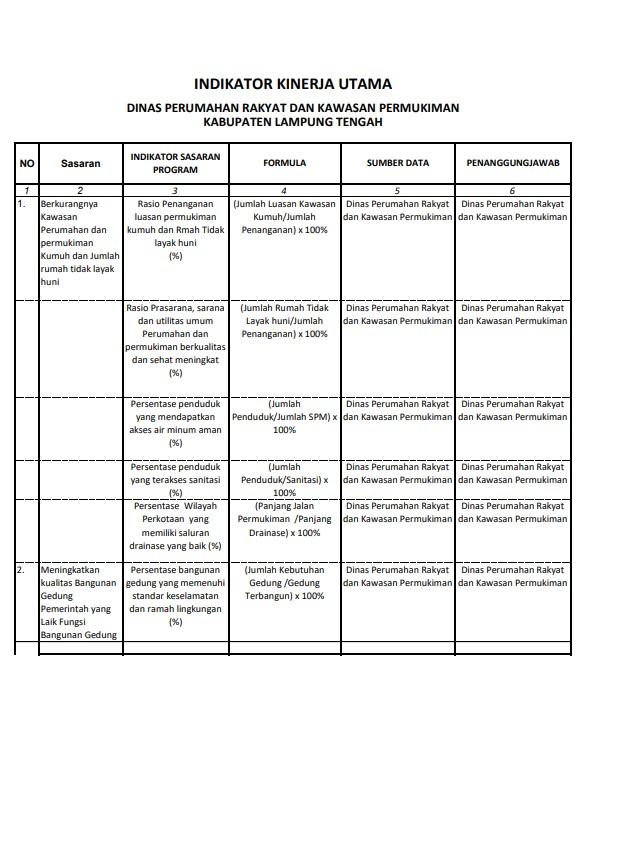 INDIKATOR KINERJA UTAMA
DINAS PERUMAHAN RAKYAT DAN KAWASAN PERMUKIMAN
KABUPATEN LAMPUNG TENGAH
NO
Sasaran
INDIKATOR SASARAN
PROGRAM
FORMULA
SUMBER DATA
PENANGGUNGJAWAB
1
2
3
4
5
6
1.
Berkurangnya
Kawasan
Perumahan dan
permukiman
Kumuh dan Jumlah
rumah tidak layak
huni
Rasio Penanganan
luasan permukiman
kumuh dan Rmah Tidak
layak huni
(%)
(Jumlah Luasan Kawasan
Kumuh/Jumlah
Penanganan) x 100%
Dinas Perumahan Rakyat
dan Kawasan Permukiman
Dinas Perumahan Rakyat
dan Kawasan Permukiman
Rasio Prasarana, sarana
dan utilitas umum
Perumahan dan
permukiman berkualitas
dan sehat meningkat
(%)
(Jumlah Rumah Tidak
Layak huni/Jumlah
Penanganan) x 100%
Dinas Perumahan Rakyat
dan Kawasan Permukiman
Dinas Perumahan Rakyat
dan Kawasan Permukiman
Persentase penduduk
yang mendapatkan
akses air minum aman
(%)
(Jumlah
Penduduk/Jumlah SPM) x
100%
Dinas Perumahan Rakyat
dan Kawasan Permukiman
Dinas Perumahan Rakyat
dan Kawasan Permukiman
Persentase penduduk
yang terakses sanitasi
(%)
(Jumlah
Penduduk/Sanitasi) x
100%
Dinas Perumahan Rakyat
dan Kawasan Permukiman
Dinas Perumahan Rakyat
dan Kawasan Permukiman
Persentase Wilayah
Perkotaan yang
memiliki saluran
drainase yang baik (%)
(Panjang Jalan
Permukiman /Panjang
Drainase) x 100%
Dinas Perumahan Rakyat
dan Kawasan Permukiman
Dinas Perumahan Rakyat
dan Kawasan Permukiman
2.
Meningkatkan
kualitas Bangunan
Gedung
Pemerintah yang
Laik Fungsi
Bangunan Gedung
Persentase bangunan
gedung yang memenuhi
standar keselamatan
dan ramah lingkungan
(%)
(Jumlah Kebutuhan
Gedung /Gedung
Terbangun) x 100%
Dinas Perumahan Rakyat
dan Kawasan Permukiman
Dinas Perumahan Rakyat
dan Kawasan Permukiman